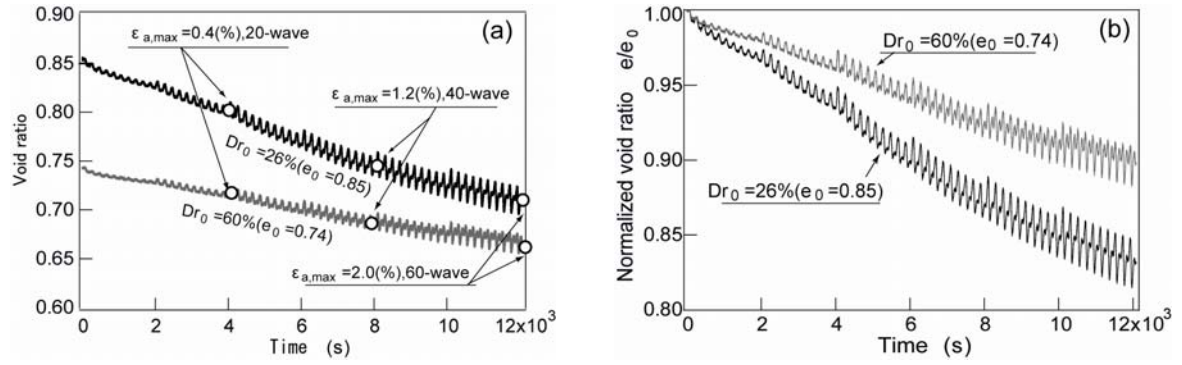 (a)
ε a,max =0.4(%),20-wave
ε a,max =1.2(%),40-wave
Dr0 =26%(e0 =0.85)
Dr0 =60%(e0 =0.74)
ε a,max =2.0(%),60-wave
Void ratio
0.90
0.85
0.80
0.75
0.70
0.65
0.60
0 2 4 6 8 10 12x10³
Time (s)
(b)
Dr0 =60%(e0 =0.74)
Dr0 =26%(e0 =0.85)
Normalized void ratio e/e0
1.00
0.95
0.90
0.85
0.80
0 2 4 6 8 10 12x10³
Time (s)